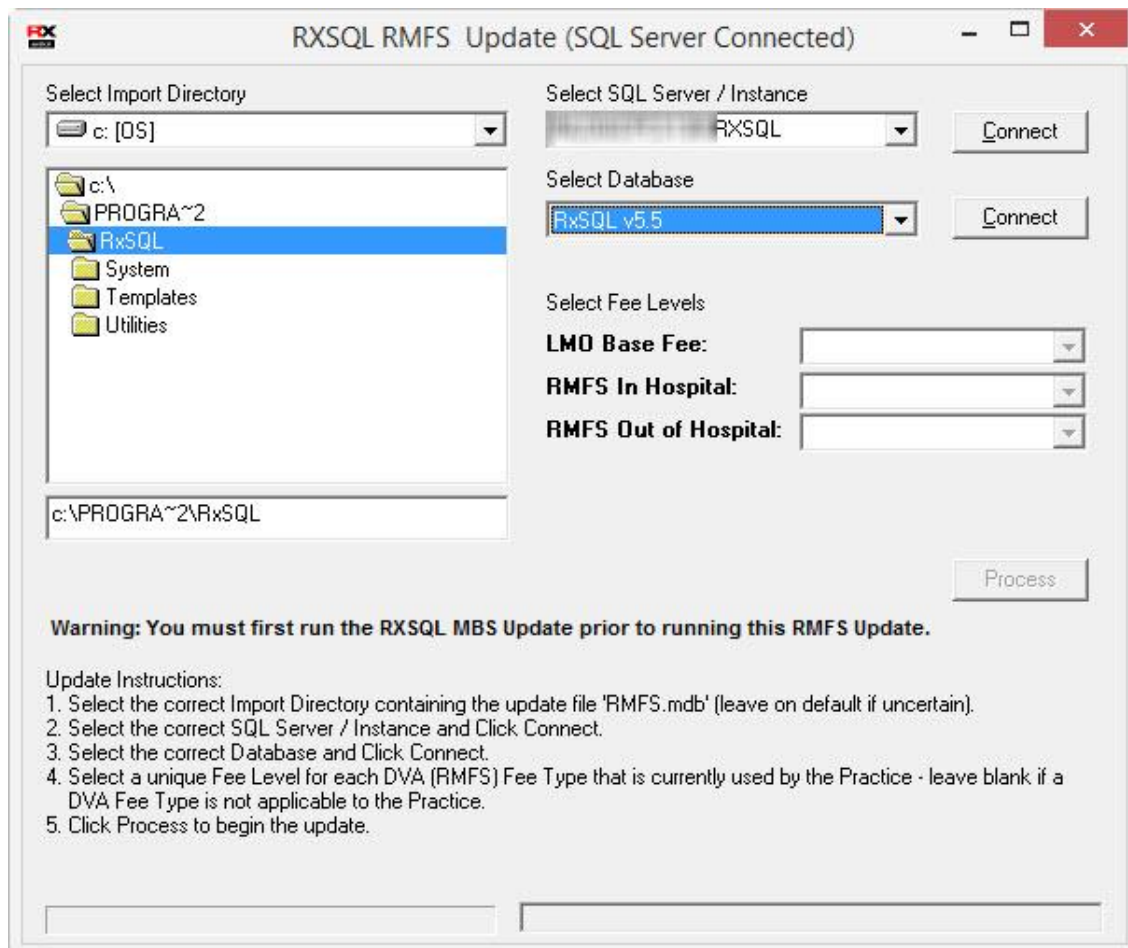 RX
RXSQL RMFS Update (SQL Server Connected)
Select Import Directory
c: [OS]
c:\
PROGRA~2
RxSQL
System
Templates
Utilities
c:\PROGRA~2\RxSQL
Select SQL Server / Instance
RXSQL
Connect
Select Database
RxSQL v5.5
Connect
Select Fee Levels
LMO Base Fee:
RMFS In Hospital:
RMFS Out of Hospital:
Process
Warning: You must first run the RXSQL MBS Update prior to running this RMFS Update.
Update Instructions:
1. Select the correct Import Directory containing the update file 'RMFS.mdb' (leave on default if uncertain).
2. Select the correct SQL Server / Instance and Click Connect.
3. Select the correct Database and Click Connect.
4. Select a unique Fee Level for each DVA (RMFS) Fee Type that is currently used by the Practice - leave blank if a
DVA Fee Type is not applicable to the Practice.
5. Click Process to begin the update.